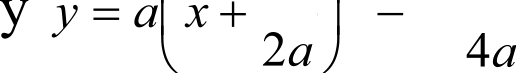 у y = a( x + 2a ) − 4a